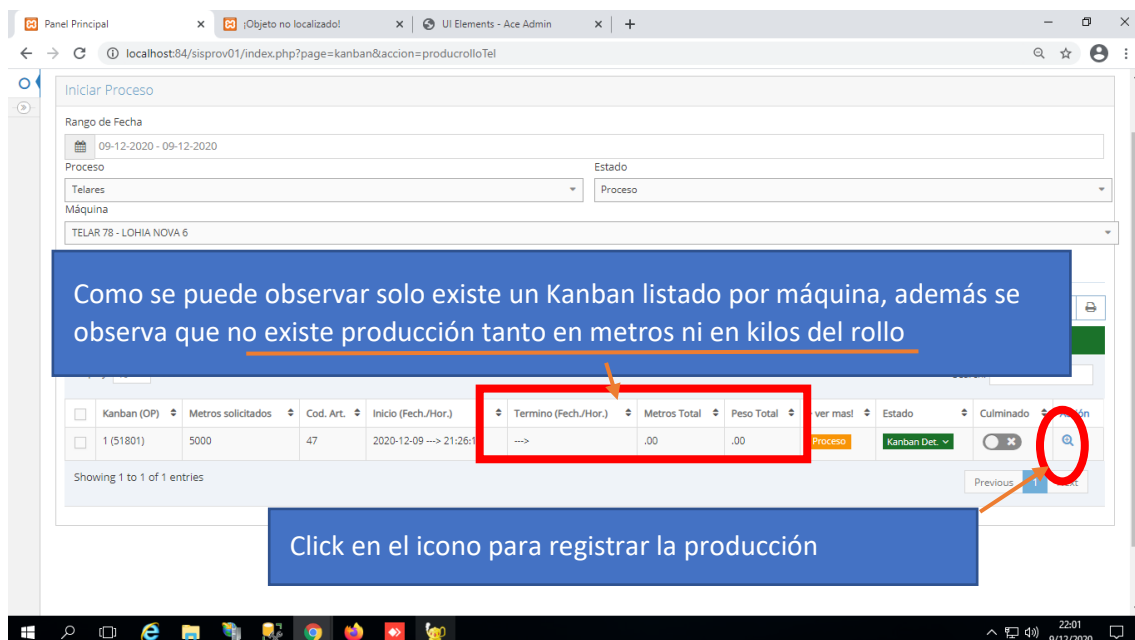 Panel Principal
¡Objeto no localizado!
UI Elements - Ace Admin
localhost:84/sisprov01/index.php?page=kanban&accion=producrolloTel
Iniciar Proceso
Rango de Fecha
09-12-2020 - 09-12-2020
Proceso Estado
Telares Proceso
Máquina
TELAR 78 - LOHIA NOVA 6
Como se puede observar solo existe un Kanban listado por máquina, además se
observa que no existe producción tanto en metros ni en kilos del rollo
Kanban (OP) Metros solicitados Cod. Art. Inicio (Fech./Hor.) Termino (Fech./Hor.) Metros Total Peso Total ver mas! Estado Culminado
1 (51801) 5000 47 2020-12-09 ---> 21:26:1 ---> .00 .00 Proceso Kanban Det.
Showing 1 to 1 of 1 entries
Previous 1
Click en el icono para registrar la producción
22:01
9/12/2020